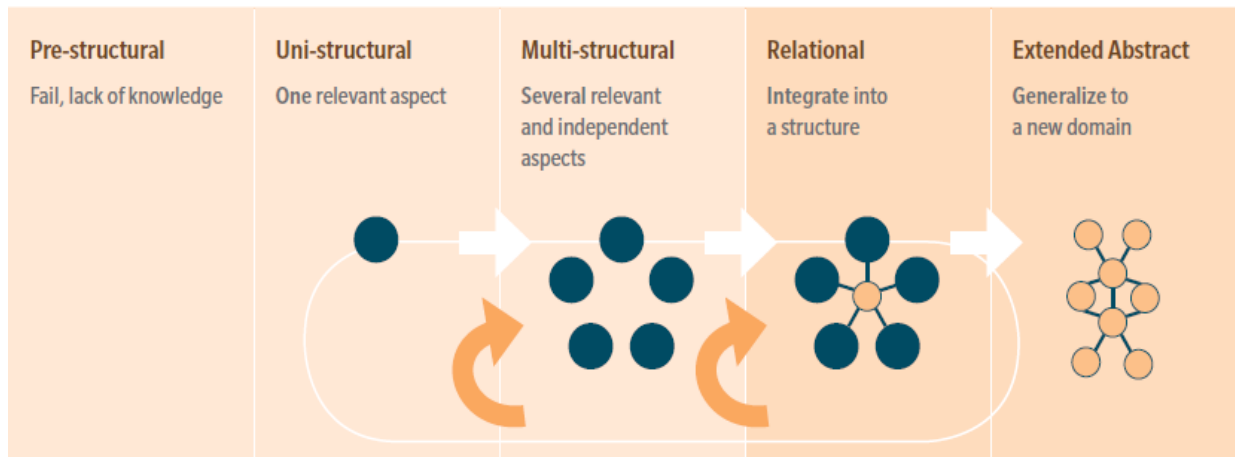 Pre-structural
Fail, lack of knowledge
Uni-structural
One relevant aspect
Multi-structural
Several relevant
and independent
aspects
Relational
Integrate into
a structure
Extended Abstract
Generalize to
a new domain